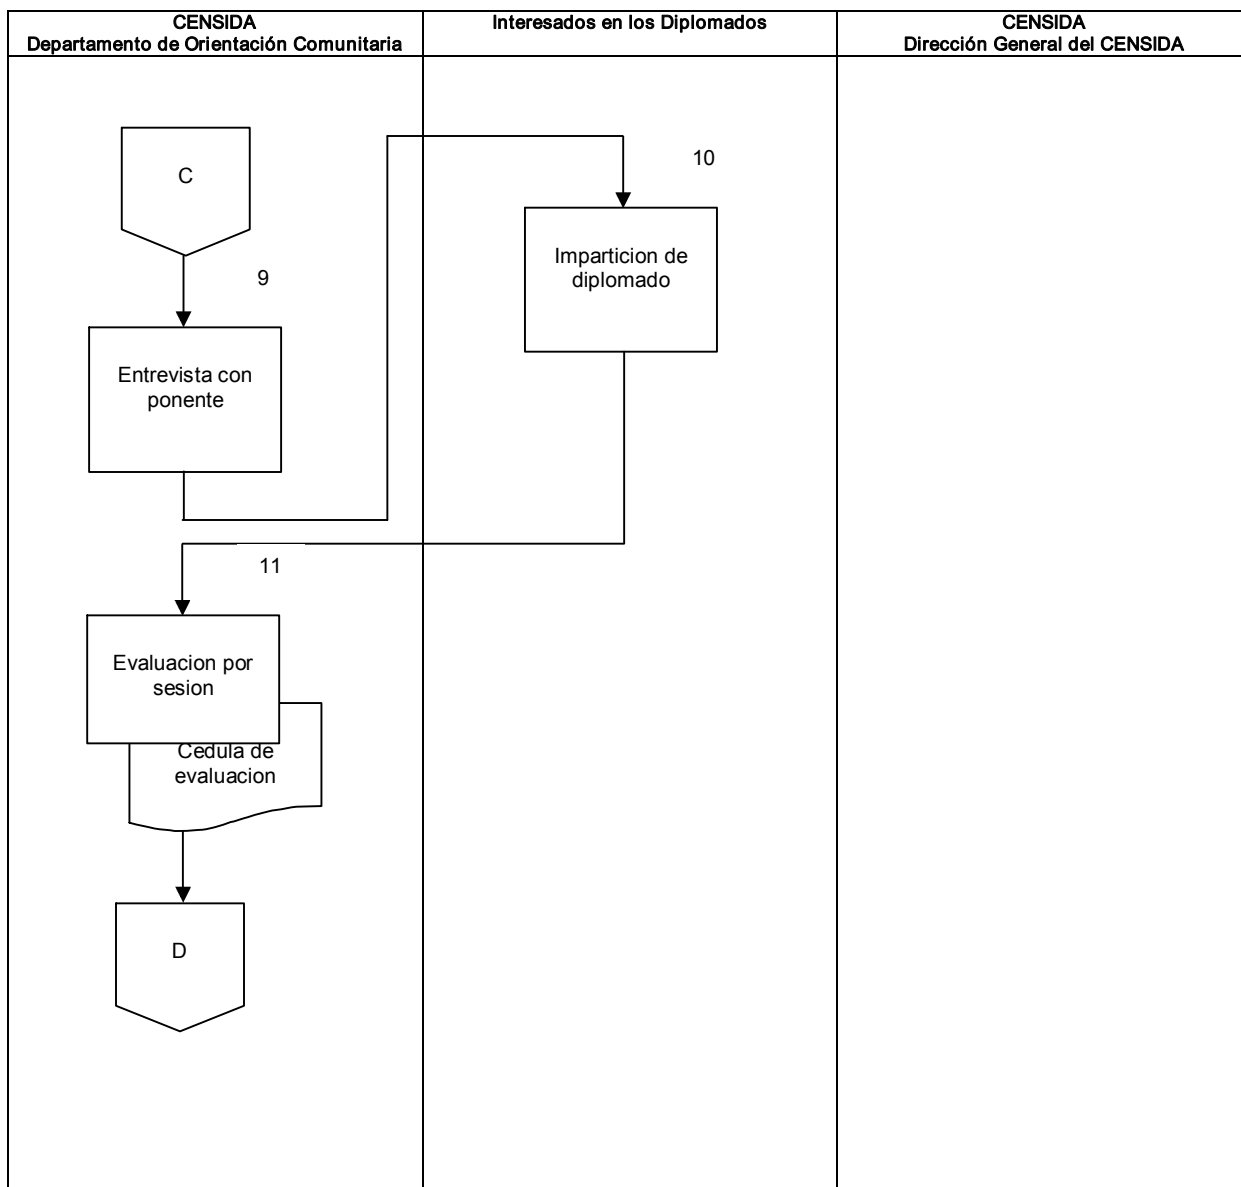 CENSIDA
Departamento de Orientación Comunitaria
Interesados en los Diplomados
CENSIDA
Dirección General del CENSIDA
C
9
Entrevista con
ponente
10
Imparticion de
diplomado
11
Evaluacion por
sesion
Cedula de
evaluacion
D